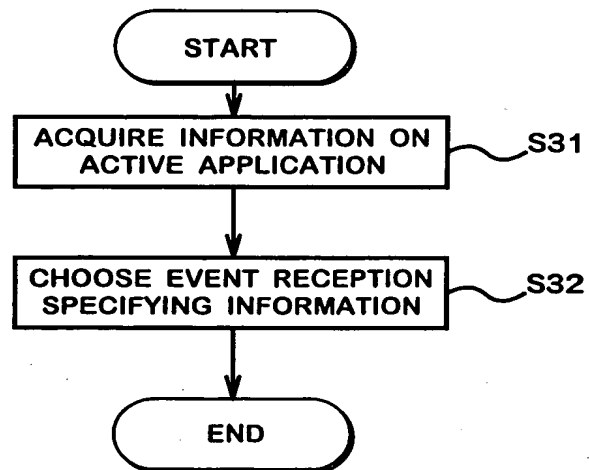 START
ACQUIRE INFORMATION ON
ACTIVE APPLICATION
S31
CHOOSE EVENT RECEPTION
SPECIFYING INFORMATION
S32
END